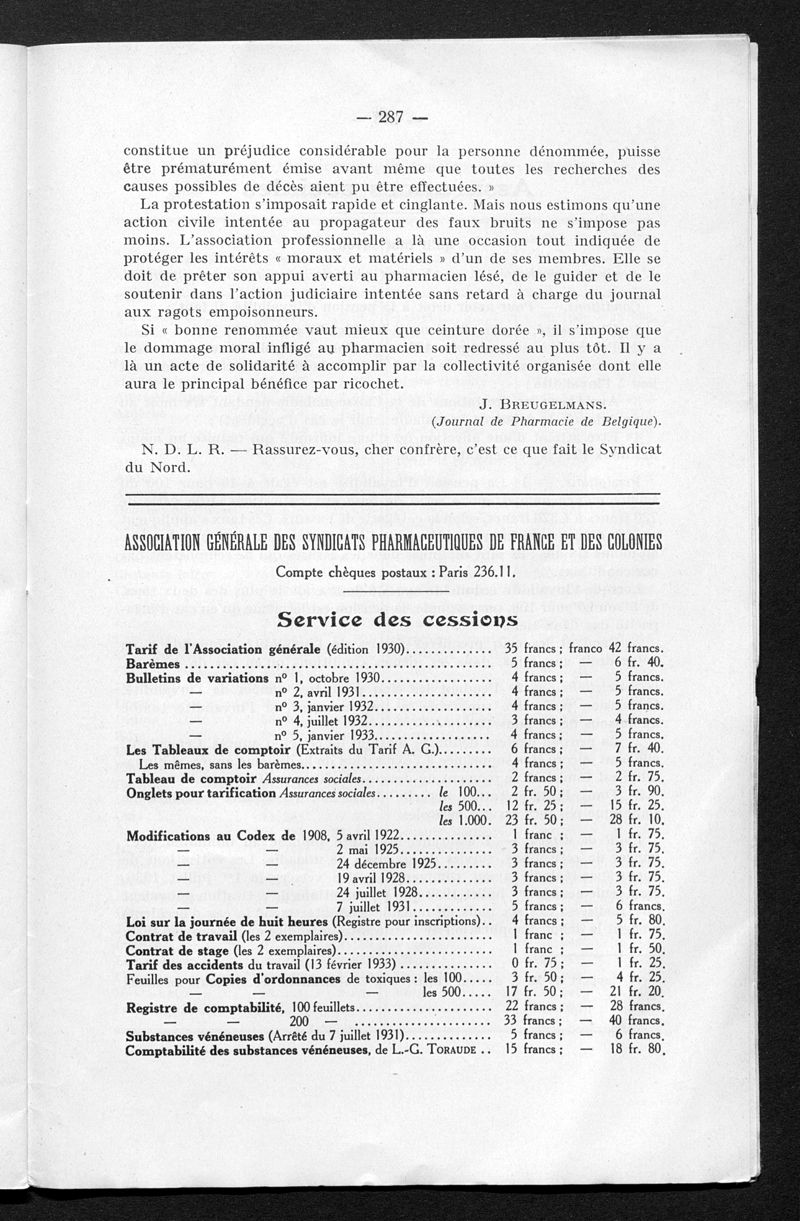 — 287 —
constitue un préjudice considérable pour la personne dénommée, puisse
être prématurément émise avant même que toutes les recherches des
causes possibles de décès aient pu être effectuées. »
La protestation s'imposait rapide et cinglante. Mais nous estimons qu'une
action civile intentée au propagateur des faux bruits ne s'impose pas
moins. L'association professionnelle a là une occasion tout indiquée de
protéger les intérêts « moraux et matériels » d'un de ses membres. Elle se
doit de prêter son appui averti au pharmacien lésé, de le guider et de le
soutenir dans l'action judiciaire intentée sans retard à charge du journal
aux ragots empoisonneurs.
Si « bonne renommée vaut mieux que ceinture dorée », il s'impose que
le dommage moral infligé au pharmacien soit redressé au plus tôt. Il y a
là un acte de solidarité à accomplir par la collectivité organisée dont elle
aura le principal bénéfice par ricochet.
J. BREUGELMANS.
(Journal de Pharmacie de Belgique).
N. D. L. R. — Rassurez-vous, cher confrère, c'est ce que fait le Syndicat
du Nord.
ASSOCIATION GÉNÉRALE DES SYNDICATS PHARMACEUTIQUES DE FRANCE ET DES COLONIES
Compte chèques postaux : Paris 236.11.
Service des cessions
Tarif de l'Association générale (édition 1930).............. 35 francs ; franco 42 francs.
Barèmes ................................................. 5 francs ; — 6 fr. 40.
Bulletins de variations n° 1, octobre 1930.................. 4 francs ; — 5 francs.
— n° 2, avril 1931..................... 4 francs ; — 5 francs.
— n° 3, janvier 1932................... 4 francs ; — 5 francs.
— n° 4, juillet 1932.................... 3 francs ; — 4 francs.
— n° 5, janvier 1933................... 4 francs ; — 5 francs.
Les Tableaux de comptoir (Extraits du Tarif A. G.)......... 6 francs ; — 7 fr. 40.
Les mêmes, sans les barèmes............................... 4 francs ; — 5 francs.
Tableau de comptoir Assurances sociales..................... 2 francs ; — 2 fr. 75.
Onglets pour tarification Assurances sociales......... le 100... 2 fr. 50 ; — 3 fr. 90.
les 500... 12 fr. 25 ; — 15 fr. 25.
les 1.000. 23 fr. 50 ; — 28 fr. 10.
Modifications au Codex de 1908, 5 avril 1922............... 1 franc ; — 1 fr. 75.
— — 2 mai 1925............... 3 francs ; — 3 fr. 75.
— — 24 décembre 1925......... 3 francs ; — 3 fr. 75.
— — 19 avril 1928.............. 3 francs ; — 3 fr. 75.
— — 24 juillet 1928............ 3 francs ; — 3 fr. 75.
— — 7 juillet 1931............. 5 francs ; — 6 francs.
Loi sur la journée de huit heures (Registre pour inscriptions).. 4 francs ; — 5 fr. 80.
Contrat de travail (les 2 exemplaires)........................ 1 franc ; — 1 fr. 75.
Contrat de stage (les 2 exemplaires)......................... 1 franc ; — 1 fr. 50.
Tarif des accidents du travail (13 février 1933) ............... 0 fr. 75 ; — 1 fr. 25.
Feuilles pour Copies d'ordonnances de toxiques : les 100..... 3 fr. 50 ; — 4 fr. 25.
— — — les 500..... 17 fr. 50 ; — 21 fr. 20.
Registre de comptabilité, 100 feuillets...................... 22 francs ; — 28 francs.
— — 200 — ...................... 33 francs ; — 40 francs.
Substances vénéneuses (Arrêté du 7 juillet 1931).............. 5 francs ; — 6 francs.
Comptabilité des substances vénéneuses, de L.-G. TORAUDE .. 15 francs ; — 18 fr. 80.